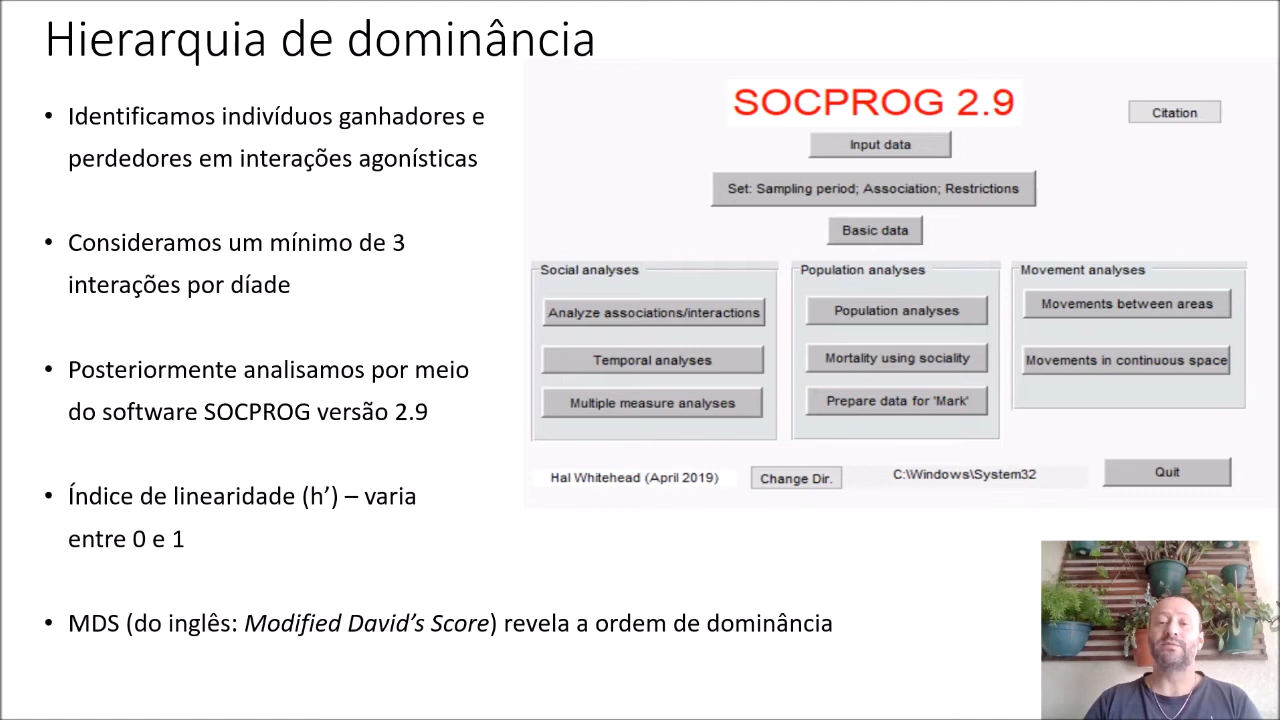 Hierarquia de dominância
• Identificamos indivíduos ganhadores e
perdedores em interações agonísticas
• Consideramos um mínimo de 3
interações por díade
• Posteriormente analisamos por meio
do software SOCPROG versão 2.9
• Índice de linearidade (h’) – varia
entre 0 e 1
• MDS (do inglês: Modified David’s Score) revela a ordem de dominância
SOCPROG 2.9
Citation
Input data
Set: Sampling period; Association; Restrictions
Basic data
Social analyses
Analyze associations/interactions
Temporal analyses
Multiple measure analyses
Population analyses
Population analyses
Mortality using sociality
Prepare data for 'Mark'
Movement analyses
Movements between areas
Movements in continuous space
Hal Whitehead (April 2019)
Change Dir.
C:\Windows\System32
Quit